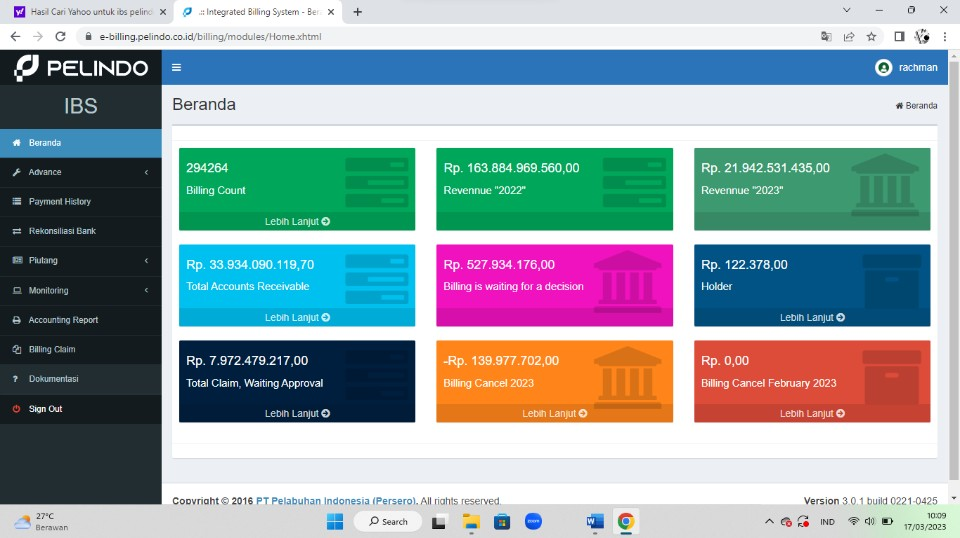 Hasil Cari Yahoo untuk ibs pelind
.:: Integrated Billing System - Ber
e-billing.pelindo.co.id/billing/modules/Home.xhtml
PELINDO
rachman
IBS
Beranda
Beranda
Beranda
Advance
Payment History
Rekonsiliasi Bank
Piutang
Monitoring
Accounting Report
Billing Claim
Dokumentasi
Sign Out
294264
Billing Count
Lebih Lanjut
Rp. 163.884.969.560,00
Revennue "2022"
Rp. 21.942.531.435,00
Revennue "2023"
Rp. 33.934.090.119,70
Total Accounts Receivable
Lebih Lanjut
Rp. 527.934.176,00
Billing is waiting for a decision
Rp. 122.378,00
Holder
Lebih Lanjut
Rp. 7.972.479.217,00
Total Claim, Waiting Approval
Lebih Lanjut
-Rp. 139.977.702,00
Billing Cancel 2023
Lebih Lanjut
Rp. 0,00
Billing Cancel February 2023
Lebih Lanjut
Copyright © 2016 PT Pelabuhan Indonesia (Persero). All rights reserved.
Version 3.0.1 build 0221-0425
27°C
Berawan
Search
zoom
IND
10:09
17/03/2023